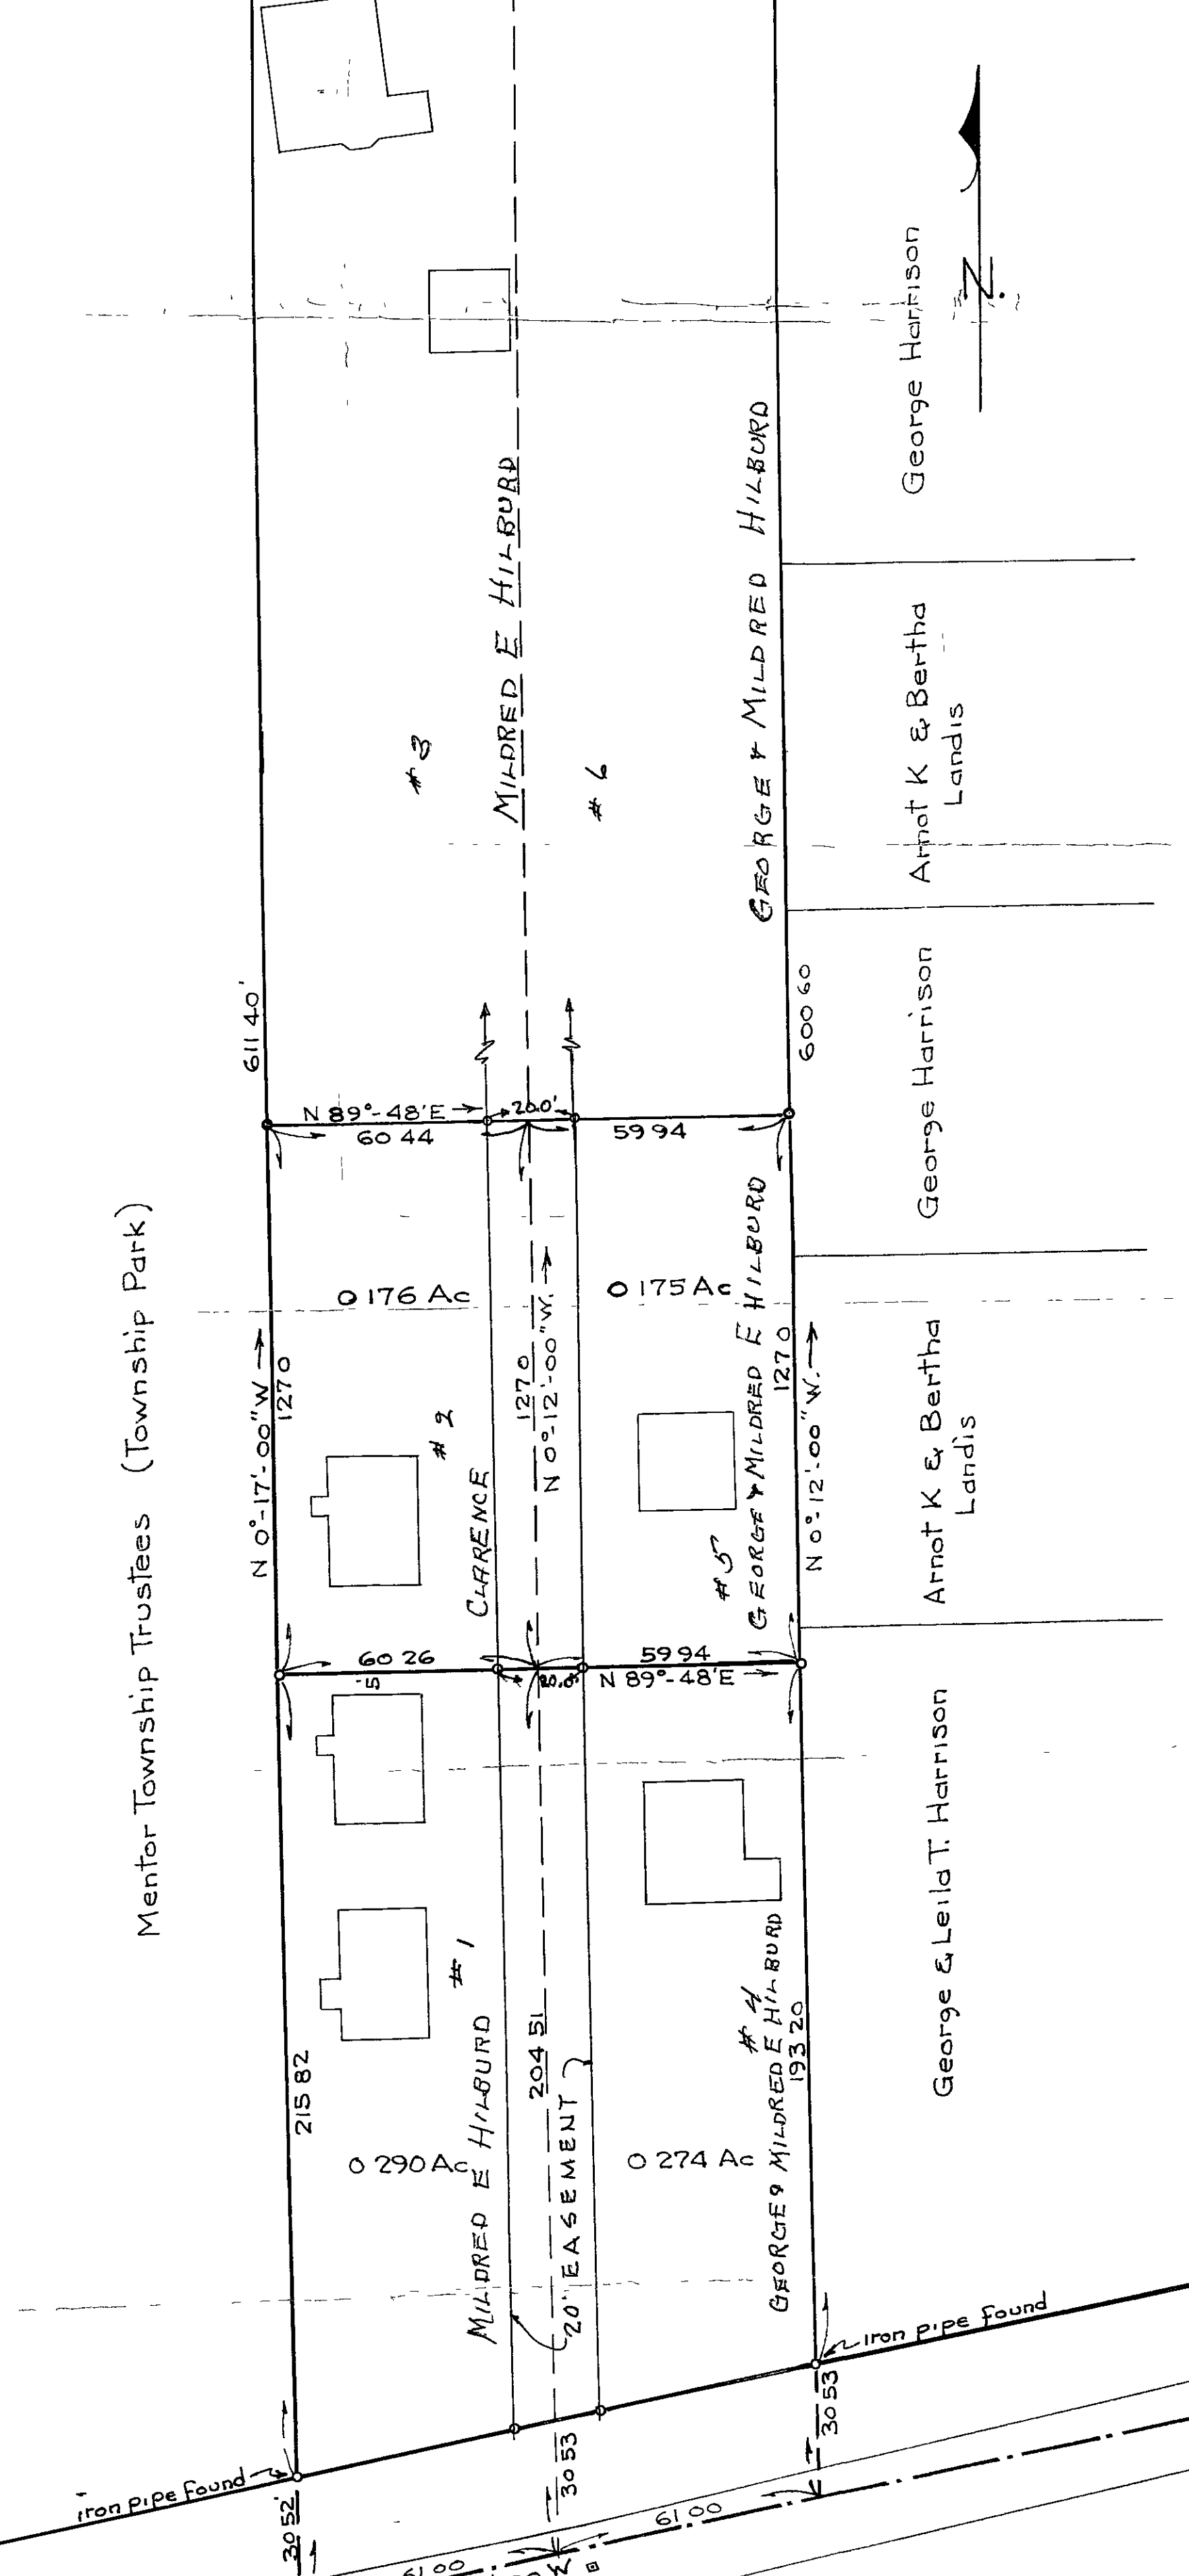 George Harrison
N.
MILDRED E HILBURD
GEORGE & MILDRED HILBURD
# 3
# 6
Arnot K & Bertha
Landis
611 40'
600 60
George Harrison
N 89°-48'E
20.0'
60 44
59 94
Mentor Township Trustees (Township Park)
0 176 Ac
0 175 Ac
GEORGE & MILDRED E HILBURD
N 0°-17'-00"W
127 0
127 0
N 0°-12'-00"W.
127 0
N 0°-12'-00"W.
# 2
CLARENCE
# 5
Arnot K & Bertha
Landis
60 26
5'
59 94
N 89°-48'E
George & Leila T. Harrison
# 1
MILDRED E HILBURD
# 4
GEORGE & MILDRED E HILBURD
193 20
215 82
204 51
20' EASEMENT
0 290 Ac
0 274 Ac
iron pipe found
iron pipe found
30 52'
30 53
30 53
61 00
61 00